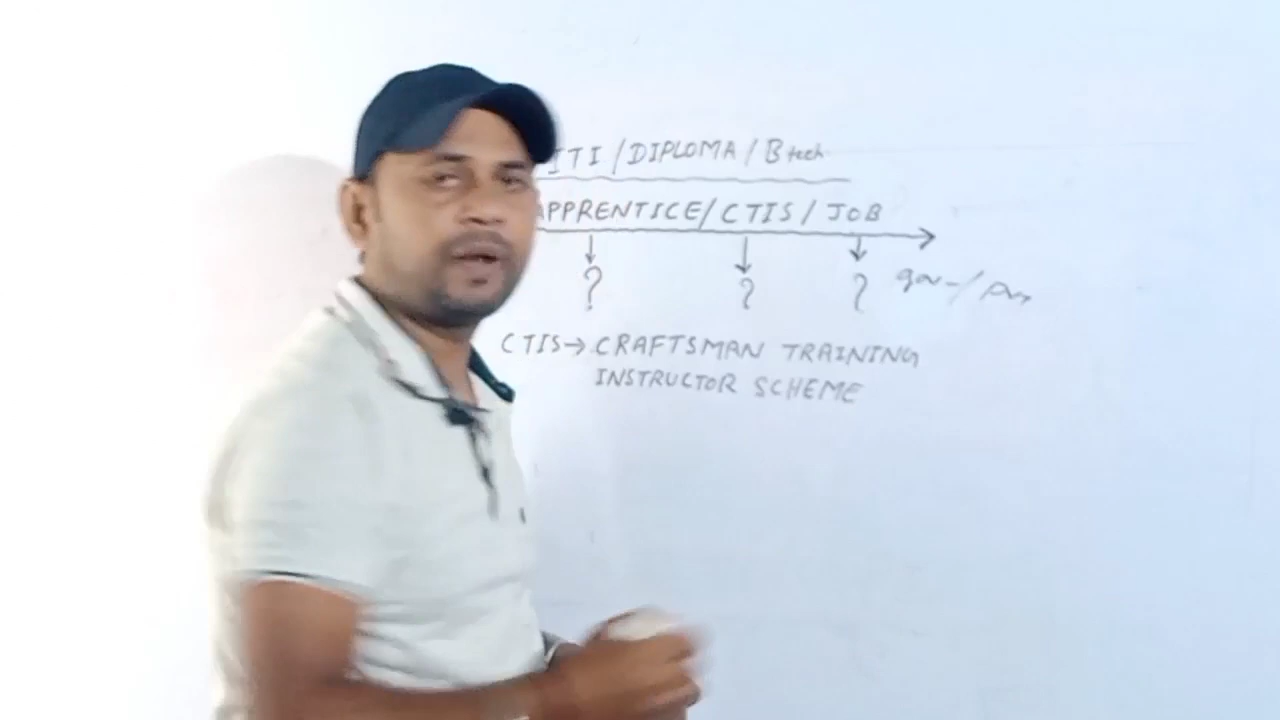 ITI / DIPLOMA / Btech
APPRENTICE / CTIS / JOB
? ? ?
CTIS → CRAFTSMAN TRAINING
INSTRUCTOR SCHEME